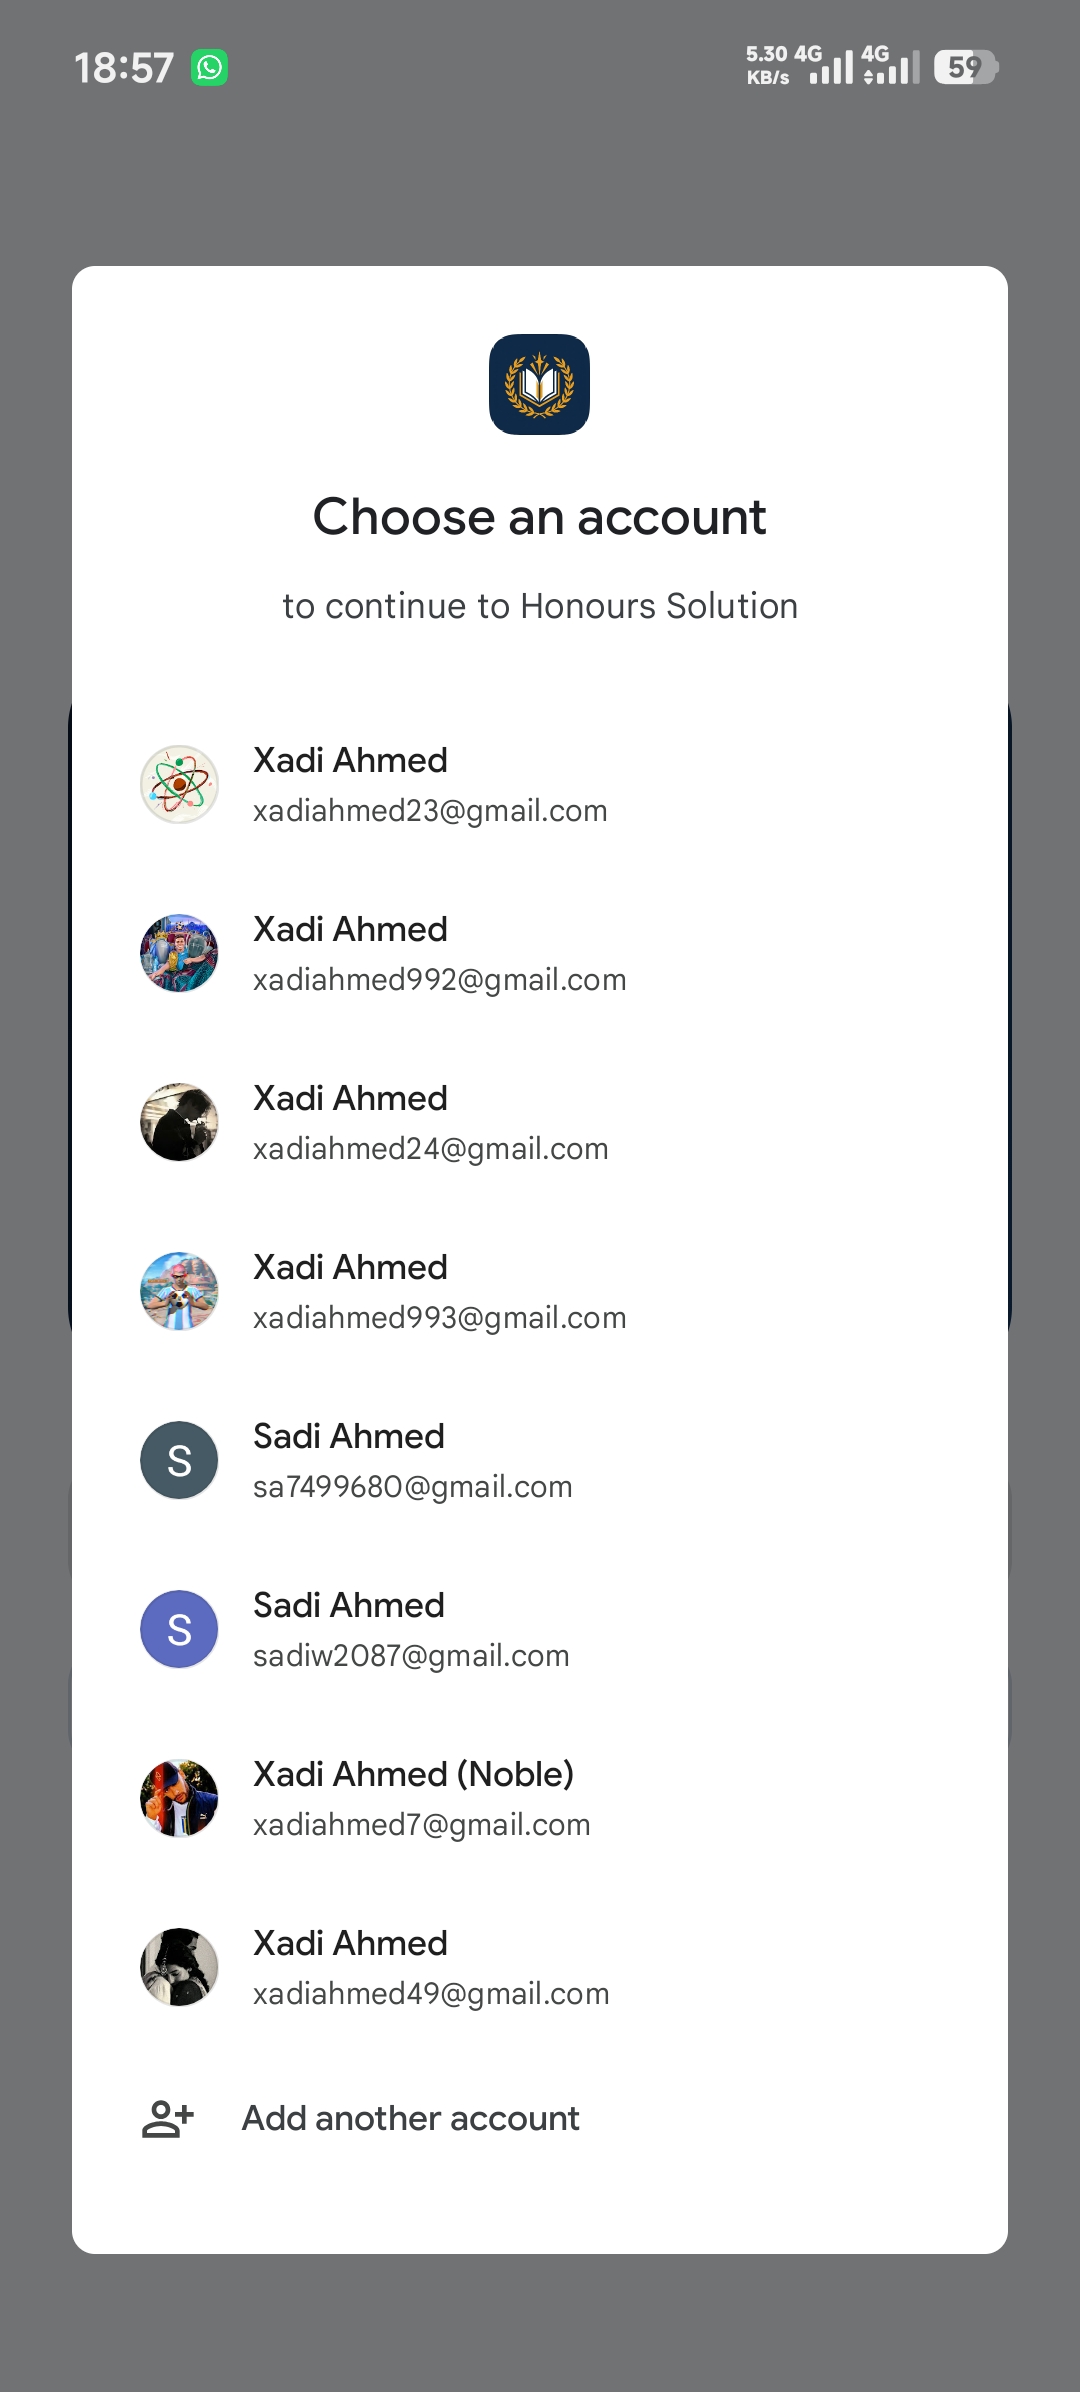 18:57
5.30 4G 4G
KB/s
59
Choose an account
to continue to Honours Solution
Xadi Ahmed
xadiahmed23@gmail.com
Xadi Ahmed
xadiahmed992@gmail.com
Xadi Ahmed
xadiahmed24@gmail.com
Xadi Ahmed
xadiahmed993@gmail.com
S
Sadi Ahmed
sa7499680@gmail.com
S
Sadi Ahmed
sadiw2087@gmail.com
Xadi Ahmed (Noble)
xadiahmed7@gmail.com
Xadi Ahmed
xadiahmed49@gmail.com
Add another account